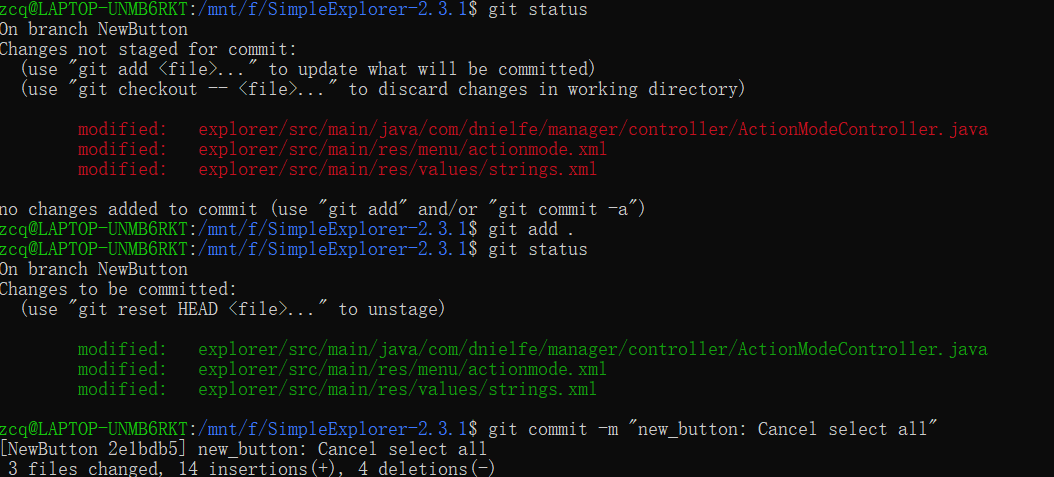 zcq@LAPTOP-UNMB6RKT:/mnt/f/SimpleExplorer-2.3.1$ git status
On branch NewButton
Changes not staged for commit:
  (use "git add <file>..." to update what will be committed)
  (use "git checkout -- <file>..." to discard changes in working directory)

        modified:   explorer/src/main/java/com/dnielfe/manager/controller/ActionModeController.java
        modified:   explorer/src/main/res/menu/actionmode.xml
        modified:   explorer/src/main/res/values/strings.xml

no changes added to commit (use "git add" and/or "git commit -a")
zcq@LAPTOP-UNMB6RKT:/mnt/f/SimpleExplorer-2.3.1$ git add .
zcq@LAPTOP-UNMB6RKT:/mnt/f/SimpleExplorer-2.3.1$ git status
On branch NewButton
Changes to be committed:
  (use "git reset HEAD <file>..." to unstage)

        modified:   explorer/src/main/java/com/dnielfe/manager/controller/ActionModeController.java
        modified:   explorer/src/main/res/menu/actionmode.xml
        modified:   explorer/src/main/res/values/strings.xml

zcq@LAPTOP-UNMB6RKT:/mnt/f/SimpleExplorer-2.3.1$ git commit -m "new_button: Cancel select all"
[NewButton 2e1bdb5] new_button: Cancel select all
 3 files changed, 14 insertions(+), 4 deletions(-)